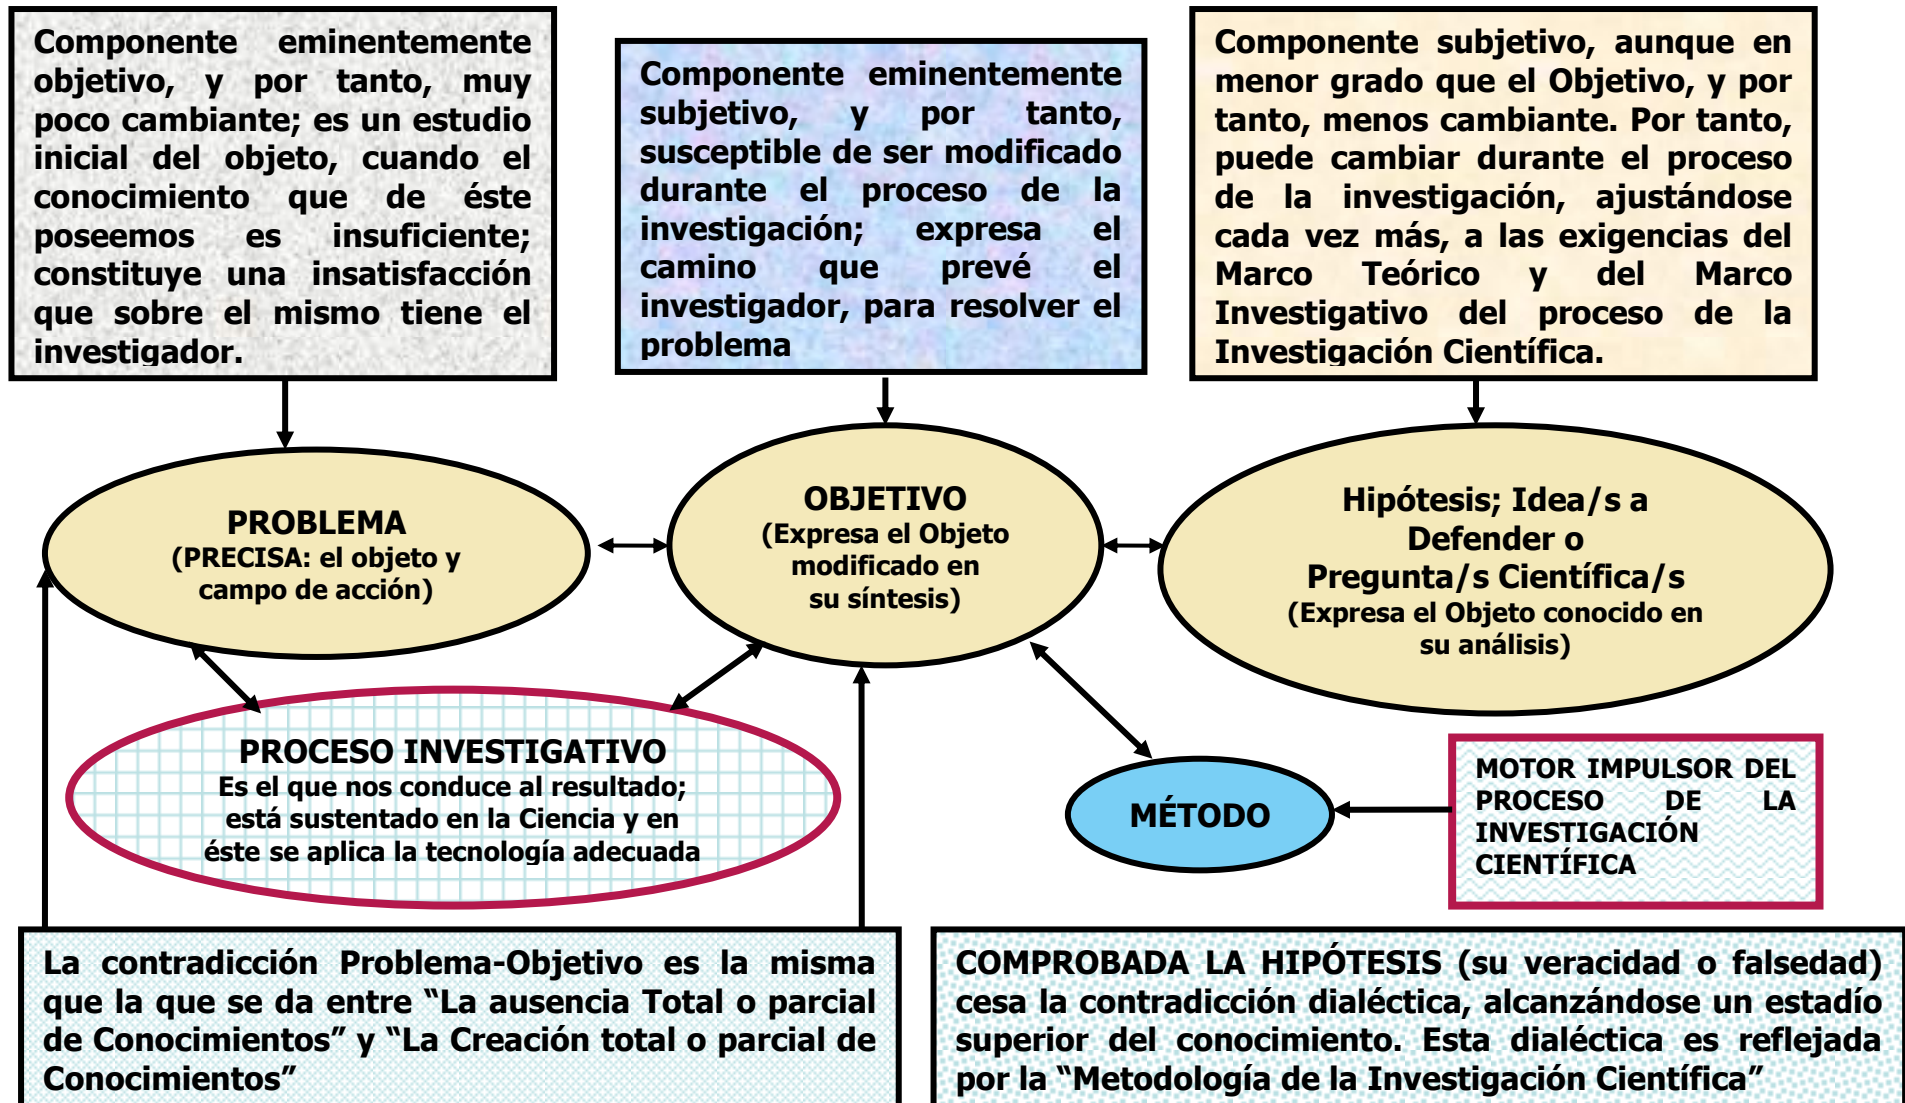 Componente eminentemente
objetivo, y por tanto, muy
poco cambiante; es un estudio
inicial del objeto, cuando el
conocimiento que de éste
poseemos es insuficiente;
constituye una insatisfacción
que sobre el mismo tiene el
investigador.
Componente eminentemente
subjetivo, y por tanto,
susceptible de ser modificado
durante el proceso de la
investigación; expresa el
camino que prevé el
investigador, para resolver el
problema
Componente subjetivo, aunque en
menor grado que el Objetivo, y por
tanto, menos cambiante. Por tanto,
puede cambiar durante el proceso
de la investigación, ajustándose
cada vez más, a las exigencias del
Marco Teórico y del Marco
Investigativo del proceso de la
Investigación Científica.
PROBLEMA
(PRECISA: el objeto y
campo de acción)
OBJETIVO
(Expresa el Objeto
modificado en
su síntesis)
Hipótesis; Idea/s a
Defender o
Pregunta/s Científica/s
(Expresa el Objeto conocido en
su análisis)
PROCESO INVESTIGATIVO
Es el que nos conduce al resultado;
está sustentado en la Ciencia y en
éste se aplica la tecnología adecuada
MÉTODO
MOTOR IMPULSOR DEL
PROCESO DE LA
INVESTIGACIÓN
CIENTÍFICA
La contradicción Problema-Objetivo es la misma
que la que se da entre “La ausencia Total o parcial
de Conocimientos” y “La Creación total o parcial de
Conocimientos”
COMPROBADA LA HIPÓTESIS (su veracidad o falsedad)
cesa la contradicción dialéctica, alcanzándose un estadío
superior del conocimiento. Esta dialéctica es reflejada
por la “Metodología de la Investigación Científica”